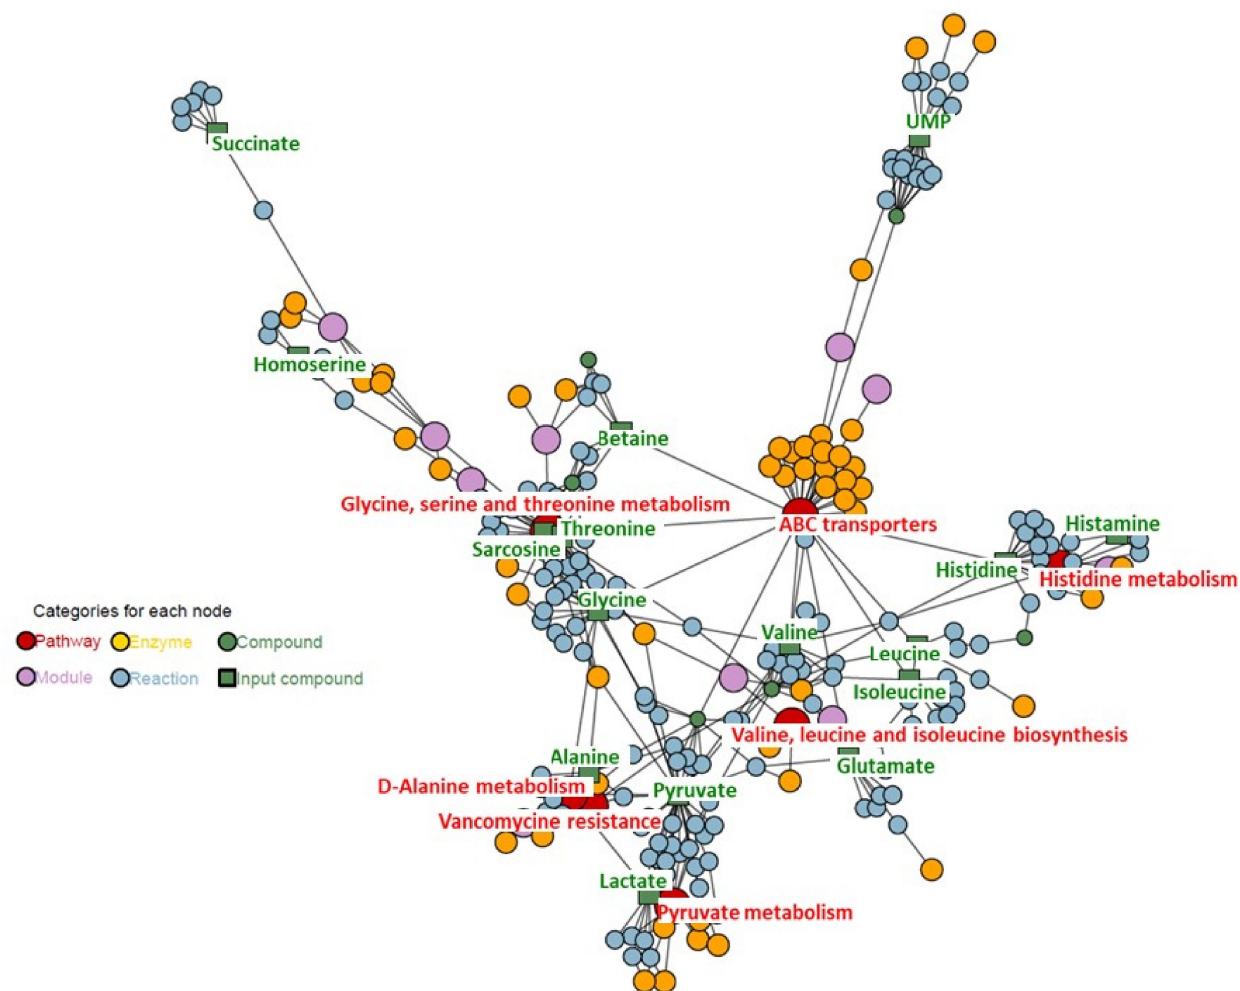 UMP
Succinate
Homoserine
Betaine
Glycine, serine and threonine metabolism
Threonine
ABC transporters
Histamine
Sarcosine
Histidine
Histidine metabolism
Glycine
Categories for each node
Pathway Enzyme Compound
Module Reaction Input compound
Valine
Leucine
Isoleucine
Valine, leucine and isoleucine biosynthesis
Alanine
Glutamate
D-Alanine metabolism
Pyruvate
Vancomycine resistance
Lactate
Pyruvate metabolism